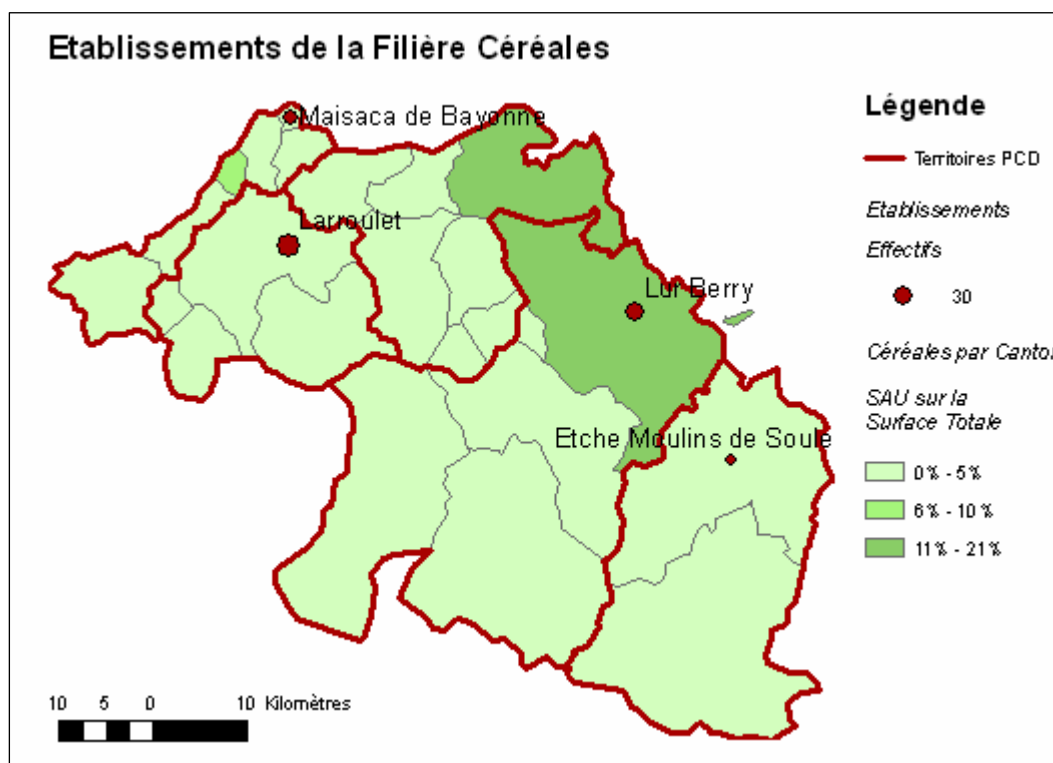 Etablissements de la Filière Céréales
Maisaca de Bayonne
Larroulet
Lur Berry
Etche Moulins de Soule
Légende
Territoires PCD
Etablissements
Effectifs
30
Céréales par Canton
SAU sur la
Surface Totale
0% - 5%
6% - 10%
11% - 21%
10 5 0 10 Kilomètres